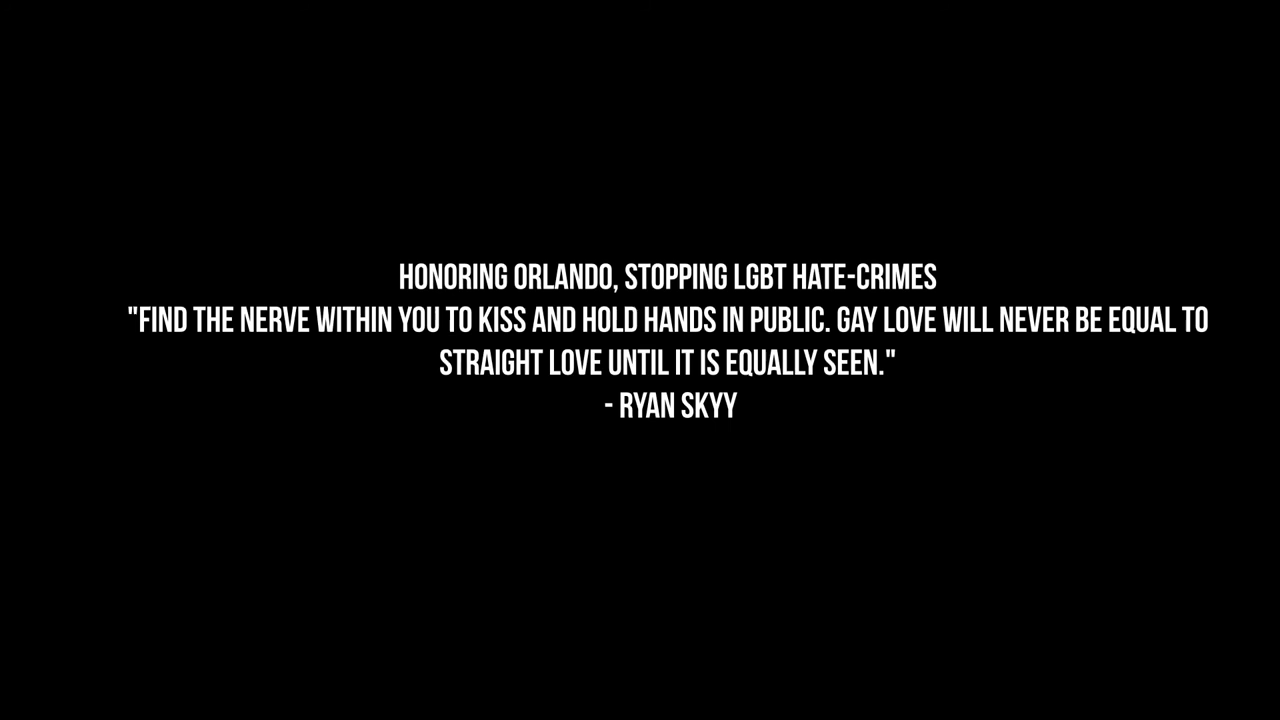 HONORING ORLANDO, STOPPING LGBT HATE-CRIMES
"FIND THE NERVE WITHIN YOU TO KISS AND HOLD HANDS IN PUBLIC. GAY LOVE WILL NEVER BE EQUAL TO
STRAIGHT LOVE UNTIL IT IS EQUALLY SEEN."
- RYAN SKYY